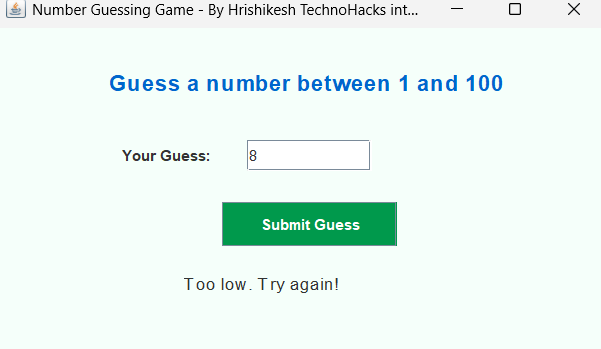 Number Guessing Game - By Hrishikesh TechnoHacks int...
Guess a number between 1 and 100
Your Guess: 8
Submit Guess
Too low. Try again!